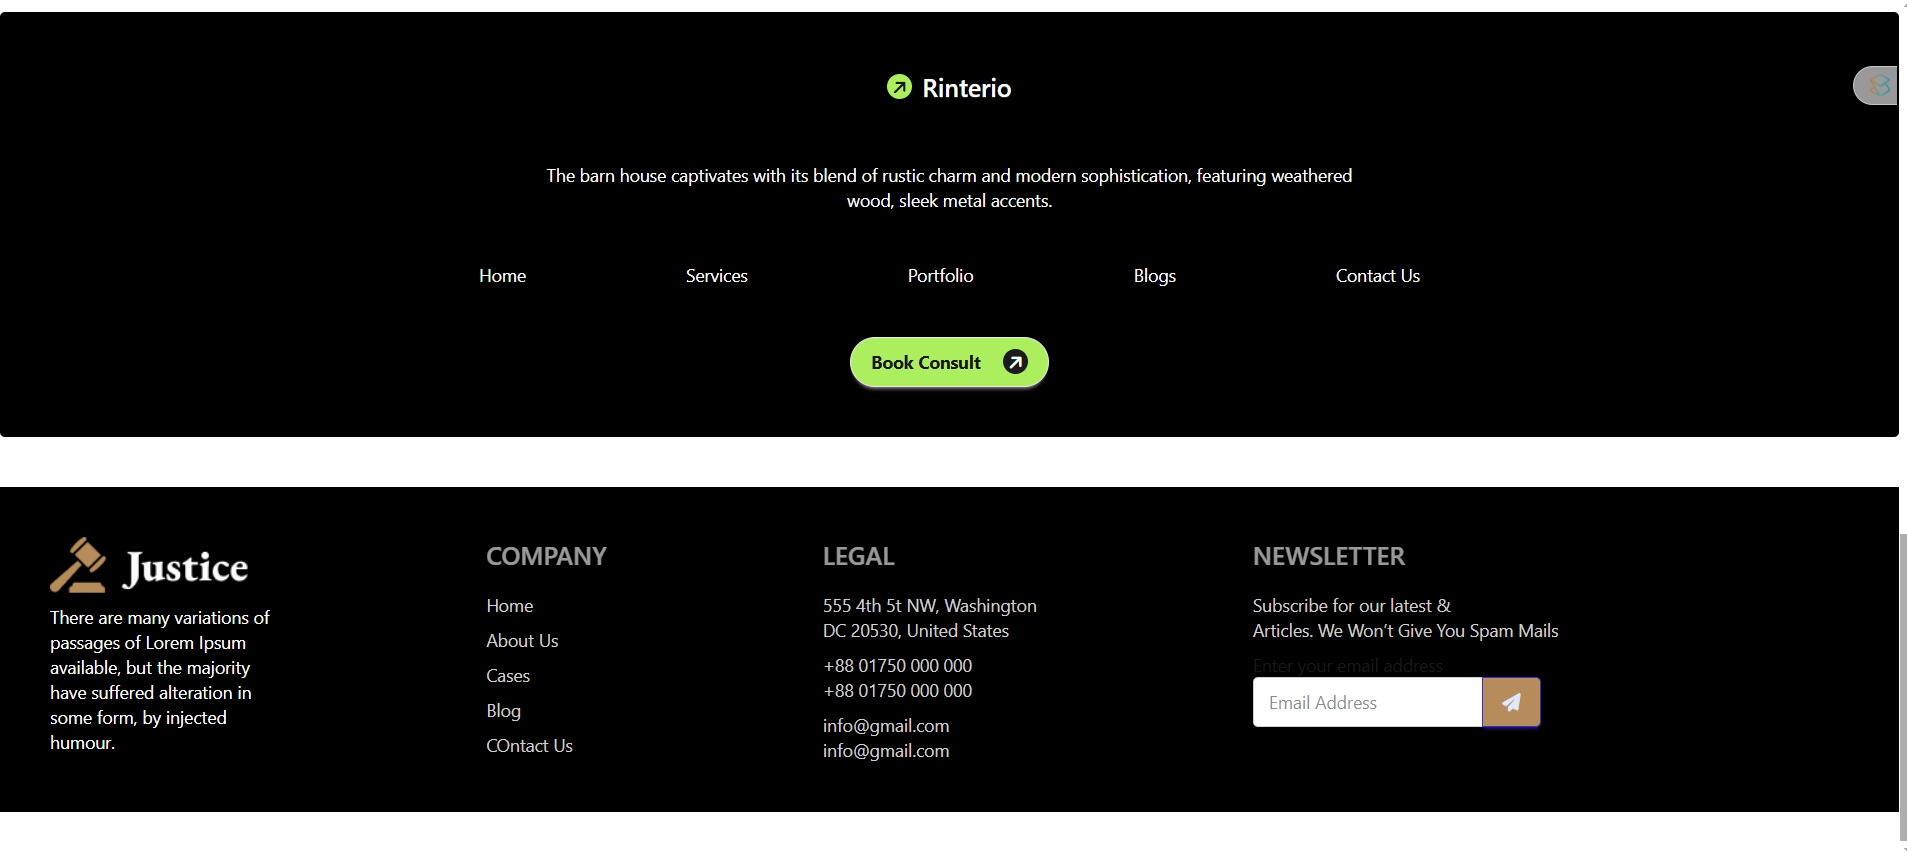 Rinterio
The barn house captivates with its blend of rustic charm and modern sophistication, featuring weathered
wood, sleek metal accents.
Home
Services
Portfolio
Blogs
Contact Us
Book Consult
Justice
There are many variations of
passages of Lorem Ipsum
available, but the majority
have suffered alteration in
some form, by injected
humour.
COMPANY
Home
About Us
Cases
Blog
COntact Us
LEGAL
555 4th 5t NW, Washington
DC 20530, United States
+88 01750 000 000
+88 01750 000 000
info@gmail.com
info@gmail.com
NEWSLETTER
Subscribe for our latest &
Articles. We Won’t Give You Spam Mails
Enter your email address
Email Address